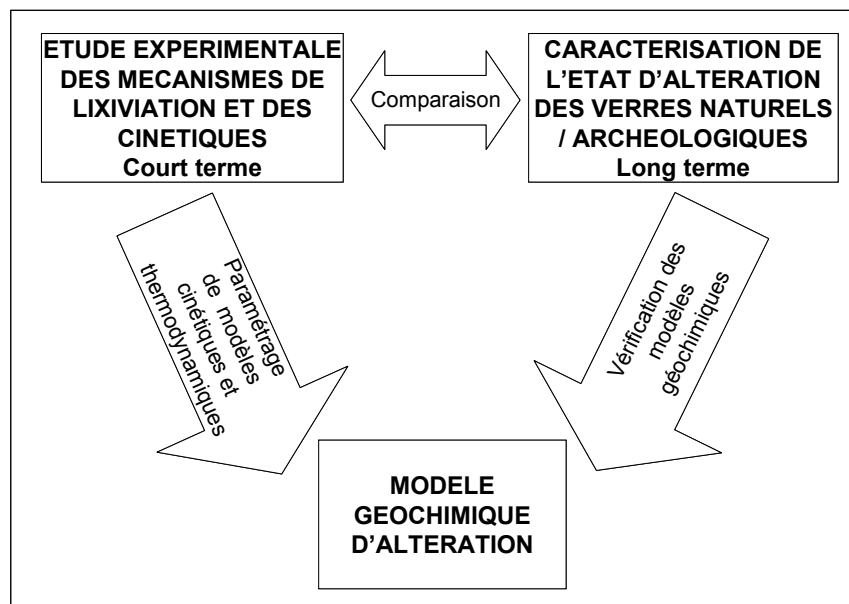 ETUDE EXPERIMENTALE
DES MECANISMES DE
LIXIVIATION ET DES
CINETIQUES
Court terme
Comparaison
CARACTERISATION DE
L'ETAT D'ALTERATION
DES VERRES NATURELS
/ ARCHEOLOGIQUES
Long terme
Paramétrage
de modèles
cinétiques et
thermodynamiques
Vérification des
modèles
géochimiques
MODELE
GEOCHIMIQUE
D'ALTERATION